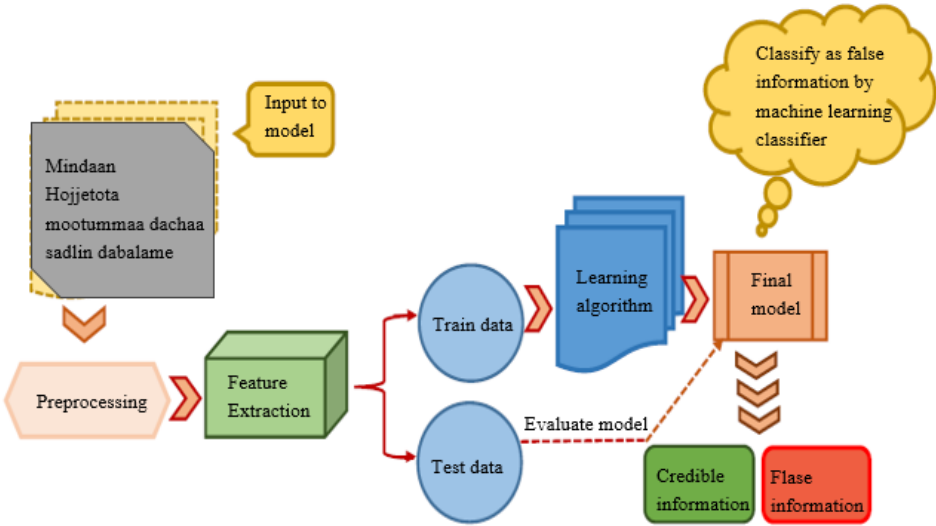 Input to
model
Mindaan
Hojjetota
mootummaa dachaa
sadlin dabalame
Preprocessing
Feature
Extraction
Train data
Test data
Learning
algorithm
Evaluate model
Final
model
Classify as false
information by
machine learning
classifier
Credible
information
Flase
information